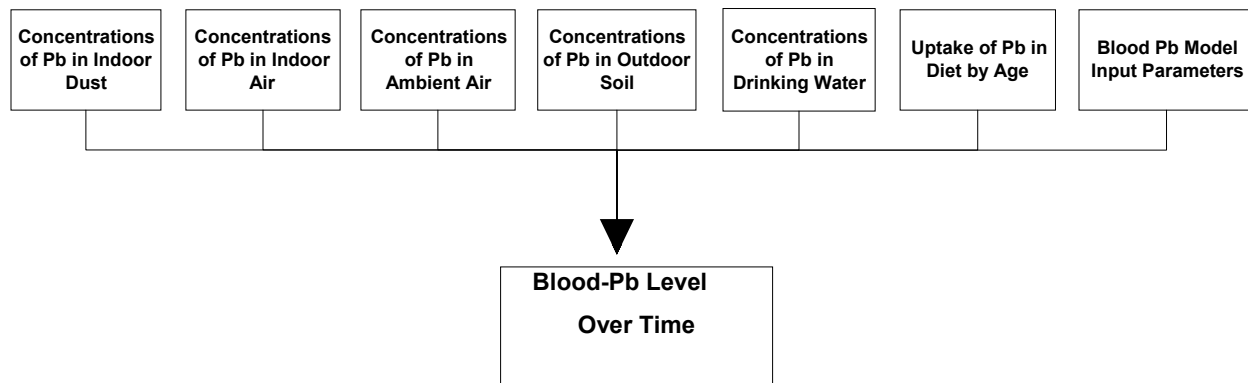 Concentrations
of Pb in Indoor
Dust
Concentrations
of Pb in Indoor
Air
Concentrations
of Pb in
Ambient Air
Concentrations
of Pb in Outdoor
Soil
Concentrations
of Pb in
Drinking Water
Uptake of Pb in
Diet by Age
Blood Pb Model
Input Parameters
Blood-Pb Level
Over Time